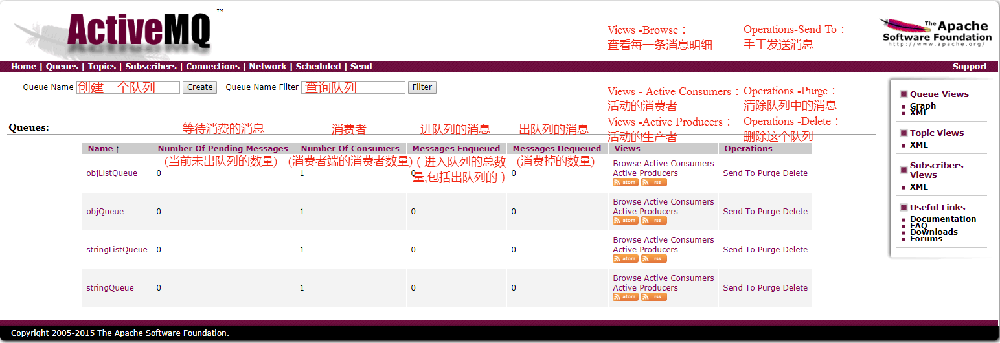 ActiveMQ™
Views -Browse：
查看每一条消息明细
Operations-Send To：
手工发送消息
The Apache
Software Foundation
http://www.apache.org/
Home | Queues | Topics | Subscribers | Connections | Network | Scheduled | Send
Support
Queue Name 创建一个队列 Create Queue Name Filter 查询队列 Filter
Views - Active Consumers：
活动的消费者
Views -Active Producers：
活动的生产者
Operations -Purge：
清除队列中的消息
Operations -Delete：
删除这个队列
Queues:
等待消费的消息 消费者 进队列的消息 出队列的消息
Name ↑ Number Of Pending Messages Number Of Consumers Messages Enqueued Messages Dequeued Views Operations
(当前未出队列的数量) (消费者端的消费者数量) (进入队列的总数
量,包括出队列的) (消费掉的数量)
objListQueue 0 1 0 0 Browse Active Consumers
Active Producers
atom rss
Send To Purge Delete
objQueue 0 1 0 0 Browse Active Consumers
Active Producers
atom rss
Send To Purge Delete
stringListQueue 0 1 0 0 Browse Active Consumers
Active Producers
atom rss
Send To Purge Delete
stringQueue 0 1 0 0 Browse Active Consumers
Active Producers
atom rss
Send To Purge Delete
Queue Views
Graph
XML
Topic Views
XML
Subscribers
Views
XML
Useful Links
Documentation
FAQ
Downloads
Forums
Copyright 2005-2015 The Apache Software Foundation.